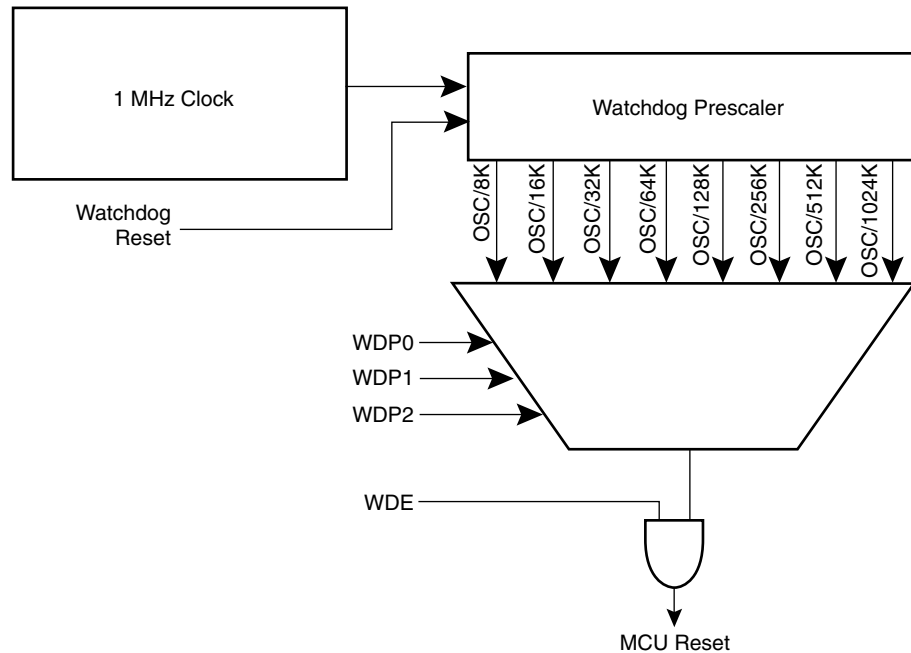 1 MHz Clock
Watchdog Prescaler
Watchdog
Reset
OSC/8K
OSC/16K
OSC/32K
OSC/64K
OSC/128K
OSC/256K
OSC/512K
OSC/1024K
WDP0
WDP1
WDP2
WDE
MCU Reset